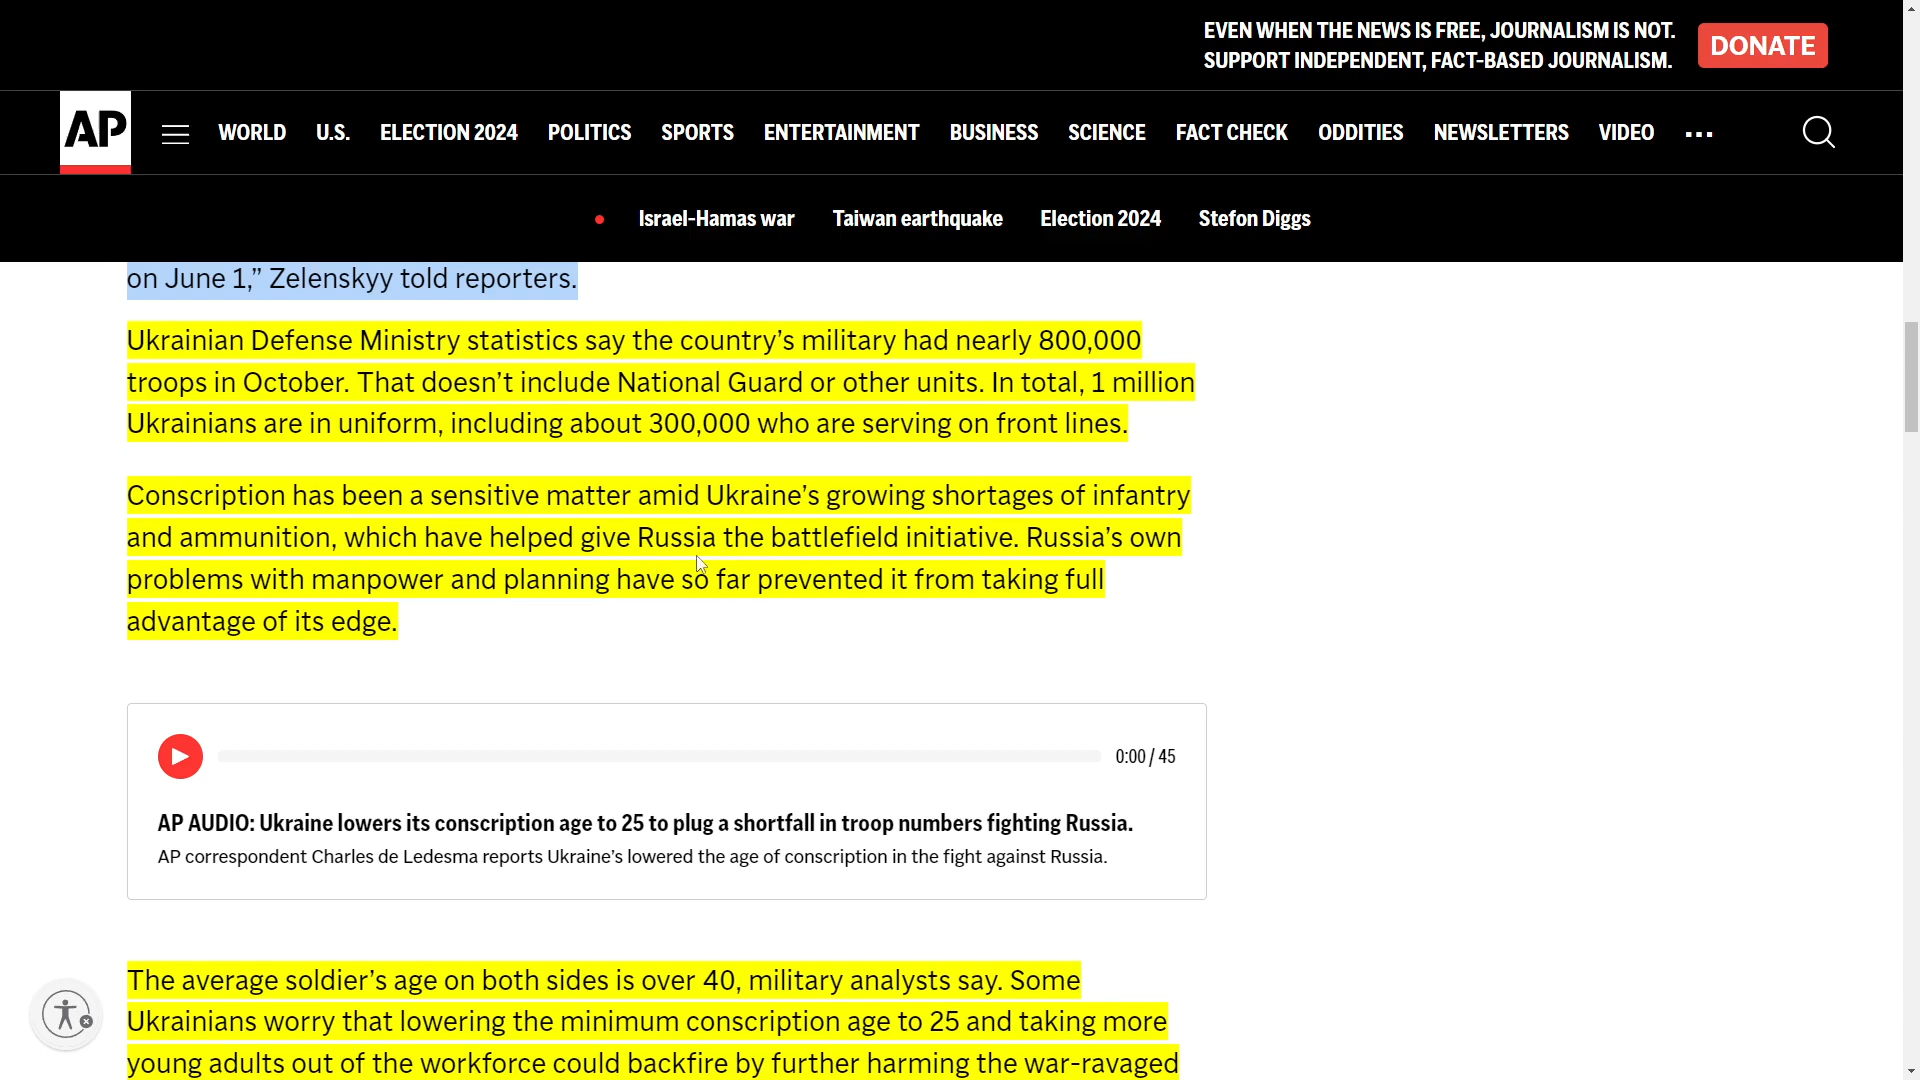 EVEN WHEN THE NEWS IS FREE, JOURNALISM IS NOT.
SUPPORT INDEPENDENT, FACT-BASED JOURNALISM.
DONATE
AP
WORLD U.S. ELECTION 2024 POLITICS SPORTS ENTERTAINMENT BUSINESS SCIENCE FACT CHECK ODDITIES NEWSLETTERS VIDEO ...
Israel-Hamas war Taiwan earthquake Election 2024 Stefon Diggs
on June 1,” Zelenskyy told reporters.
Ukrainian Defense Ministry statistics say the country’s military had nearly 800,000
troops in October. That doesn’t include National Guard or other units. In total, 1 million
Ukrainians are in uniform, including about 300,000 who are serving on front lines.
Conscription has been a sensitive matter amid Ukraine’s growing shortages of infantry
and ammunition, which have helped give Russia the battlefield initiative. Russia’s own
problems with manpower and planning have so far prevented it from taking full
advantage of its edge.
0:00 / 45
AP AUDIO: Ukraine lowers its conscription age to 25 to plug a shortfall in troop numbers fighting Russia.
AP correspondent Charles de Ledesma reports Ukraine’s lowered the age of conscription in the fight against Russia.
The average soldier’s age on both sides is over 40, military analysts say. Some
Ukrainians worry that lowering the minimum conscription age to 25 and taking more
young adults out of the workforce could backfire by further harming the war-ravaged